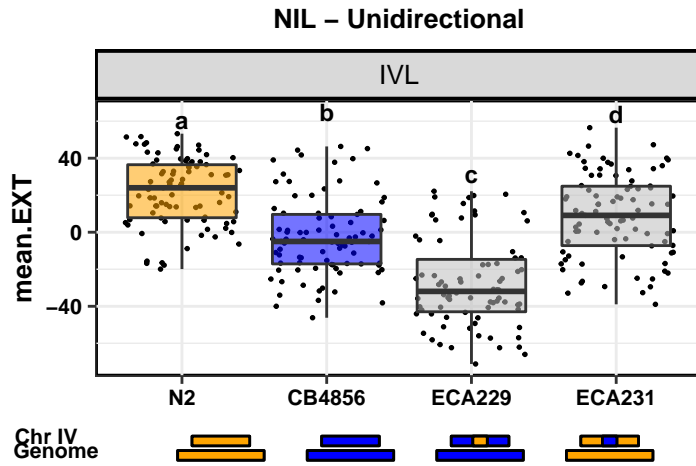 NIL – Unidirectional
IVL
a b c d
mean.EXT
40
0
−40
N2 CB4856 ECA229 ECA231
Chr IV
Genome